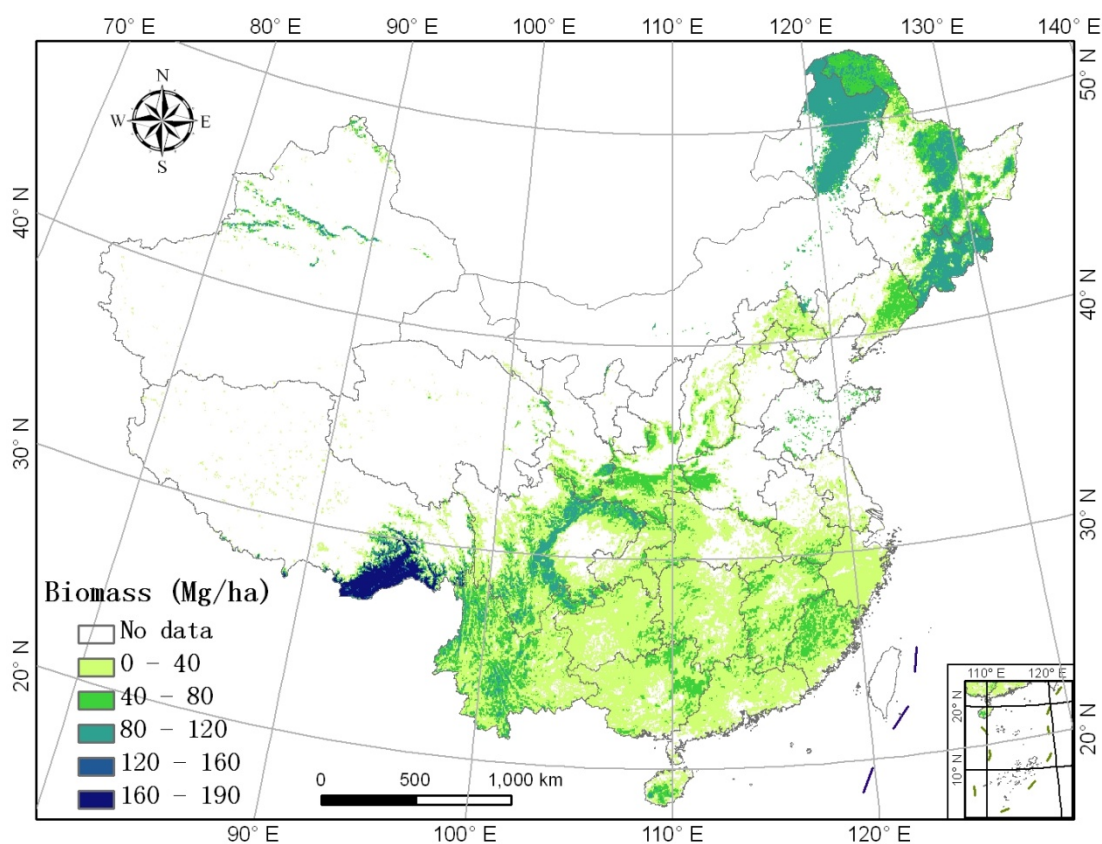 70° E 80° E 90° E 100° E 110° E 120° E 130° E 140° E
N
W E
S
50° N
40° N
40° N
30° N
30° N
20° N
20° N
Biomass (Mg/ha)
No data
0 - 40
40 - 80
80 - 120
120 - 160
160 - 190
0 500 1,000 km
110° E 120° E
20° N
20° N
10° N
10° N
90° E 100° E 110° E 120° E